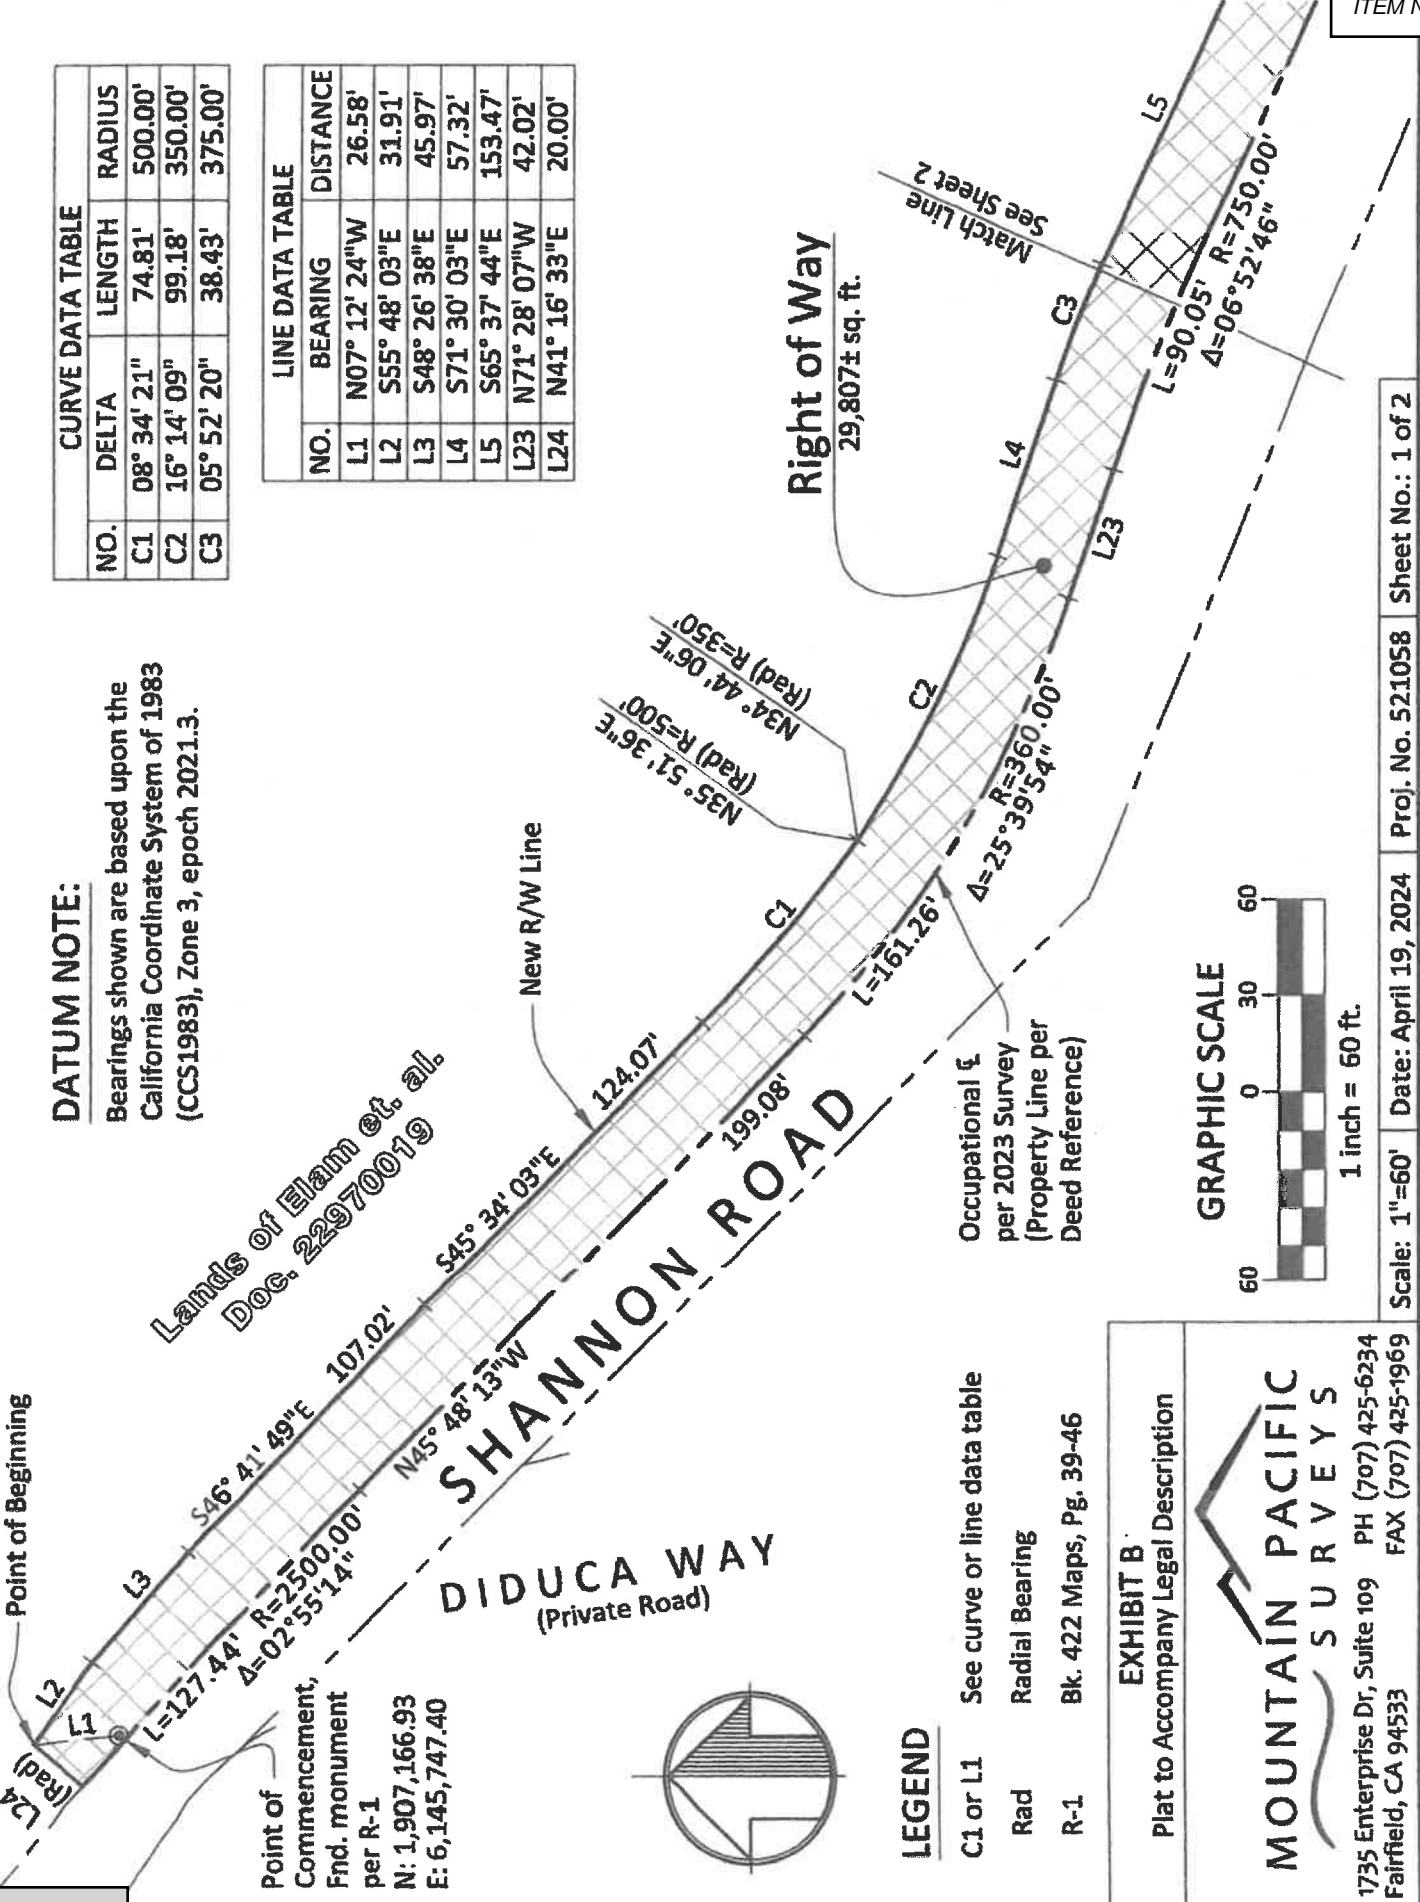 ITEM N
CURVE DATA TABLE
NO. DELTA LENGTH RADIUS
C1 08° 34' 21" 74.81' 500.00'
C2 16° 14' 09" 99.18' 350.00'
C3 05° 52' 20" 38.43' 375.00'
LINE DATA TABLE
NO. BEARING DISTANCE
L1 N07° 12' 24"W 26.58'
L2 S55° 48' 03"E 31.91'
L3 S48° 26' 38"E 45.97'
L4 S71° 30' 03"E 57.32'
L5 S65° 37' 44"E 153.47'
L23 N71° 28' 07"W 42.02'
L24 N41° 16' 33"E 20.00'
DATUM NOTE:
Bearings shown are based upon the
California Coordinate System of 1983
(CCS1983), Zone 3, epoch 2021.3.
Lands of Elam et. al.
Doc. 22970019
Point of Beginning
L24
(Rad)
L1
L2
L3
S46° 41' 49"E 107.02'
S45° 34' 03"E 124.07'
New R/W Line
C1
N35° 51' 36"E
(Rad) R=500'
N34° 44' 06"E
(Rad) R=350'
C2
Right of Way
29,807± sq. ft.
L4
C3
Match Line
See Sheet 2
L5
L=127.44' R=2500.00'
Δ=02°55'14"
N45° 48' 13"W
199.08'
L=161.26'
R=360.00'
Δ=25°39'54"
L23
L=90.05' R=750.00'
Δ=06°52'46"
SHANNON ROAD
Occupational ℄
per 2023 Survey
(Property Line per
Deed Reference)
DIDUCA WAY
(Private Road)
Point of
Commencement,
Fnd. monument
per R-1
N: 1,907,166.93
E: 6,145,747.40
LEGEND
C1 or L1 See curve or line data table
Rad Radial Bearing
R-1 Bk. 422 Maps, Pg. 39-46
GRAPHIC SCALE
60 0 30 60
1 inch = 60 ft.
EXHIBIT B
Plat to Accompany Legal Description
MOUNTAIN PACIFIC
SURVEYS
1735 Enterprise Dr, Suite 109 PH (707) 425-6234
Fairfield, CA 94533 FAX (707) 425-1969
Scale: 1"=60' Date: April 19, 2024 Proj. No. 521058 Sheet No.: 1 of 2